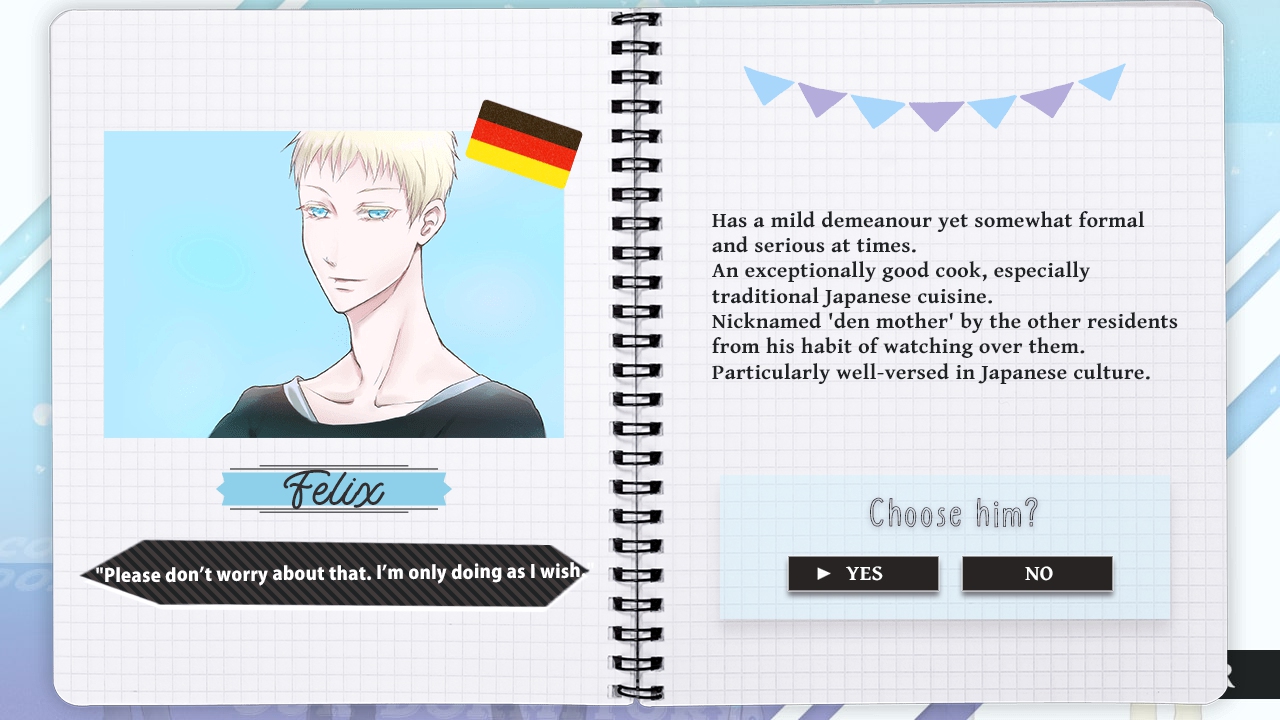 Felix
"Please don't worry about that. I'm only doing as I wish.
Has a mild demeanour yet somewhat formal
and serious at times.
An exceptionally good cook, especially
traditional Japanese cuisine.
Nicknamed 'den mother' by the other residents
from his habit of watching over them.
Particularly well-versed in Japanese culture.
Choose him?
► YES
NO